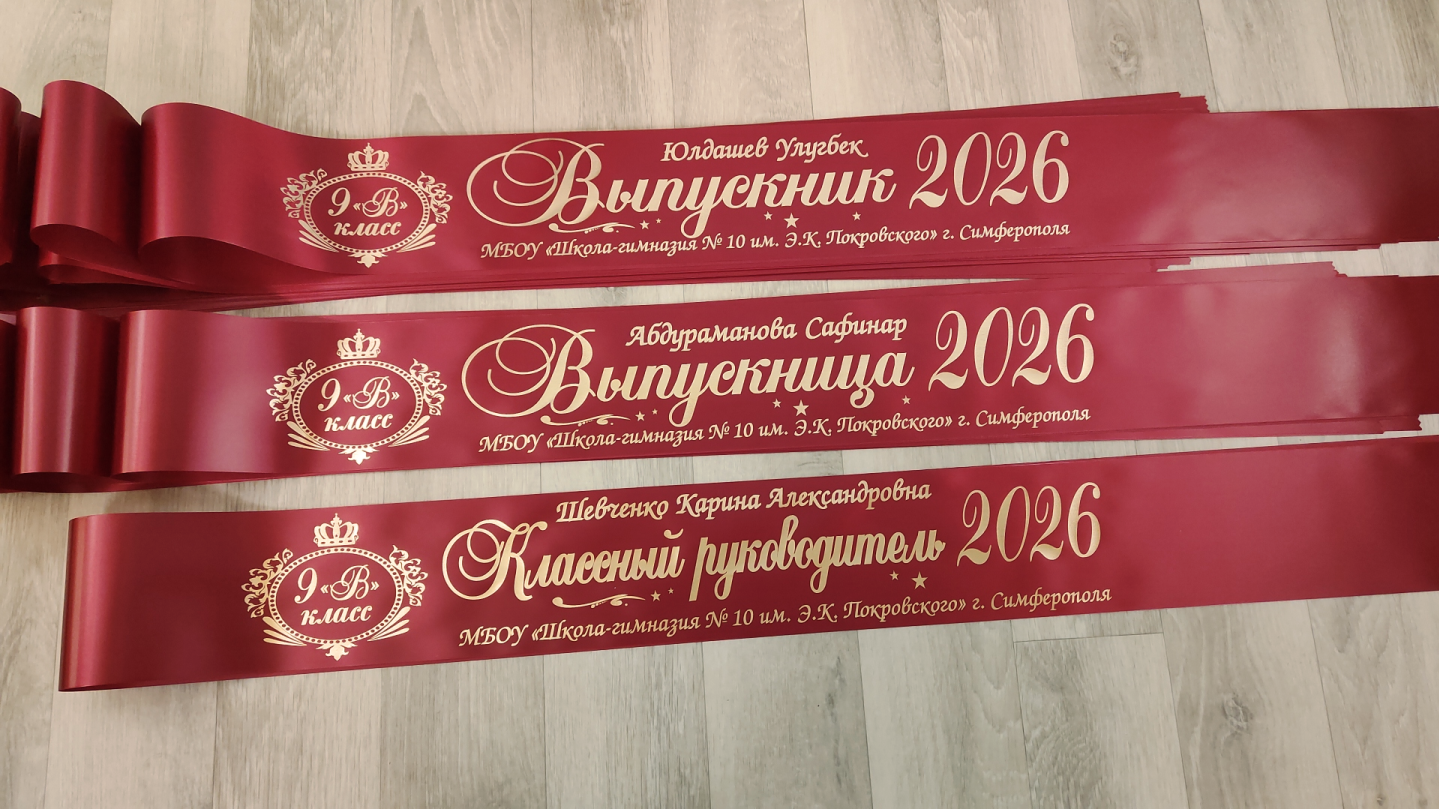 9 «В»
класс
Юлдашев Улугбек
Выпускник 2026
МБОУ «Школа-гимназия № 10 им. Э.К. Покровского» г. Симферополя
9 «В»
класс
Абдураманова Сафинар
Выпускница 2026
МБОУ «Школа-гимназия № 10 им. Э.К. Покровского» г. Симферополя
9 «В»
класс
Шевченко Карина Александровна
Классный руководитель 2026
МБОУ «Школа-гимназия № 10 им. Э.К. Покровского» г. Симферополя